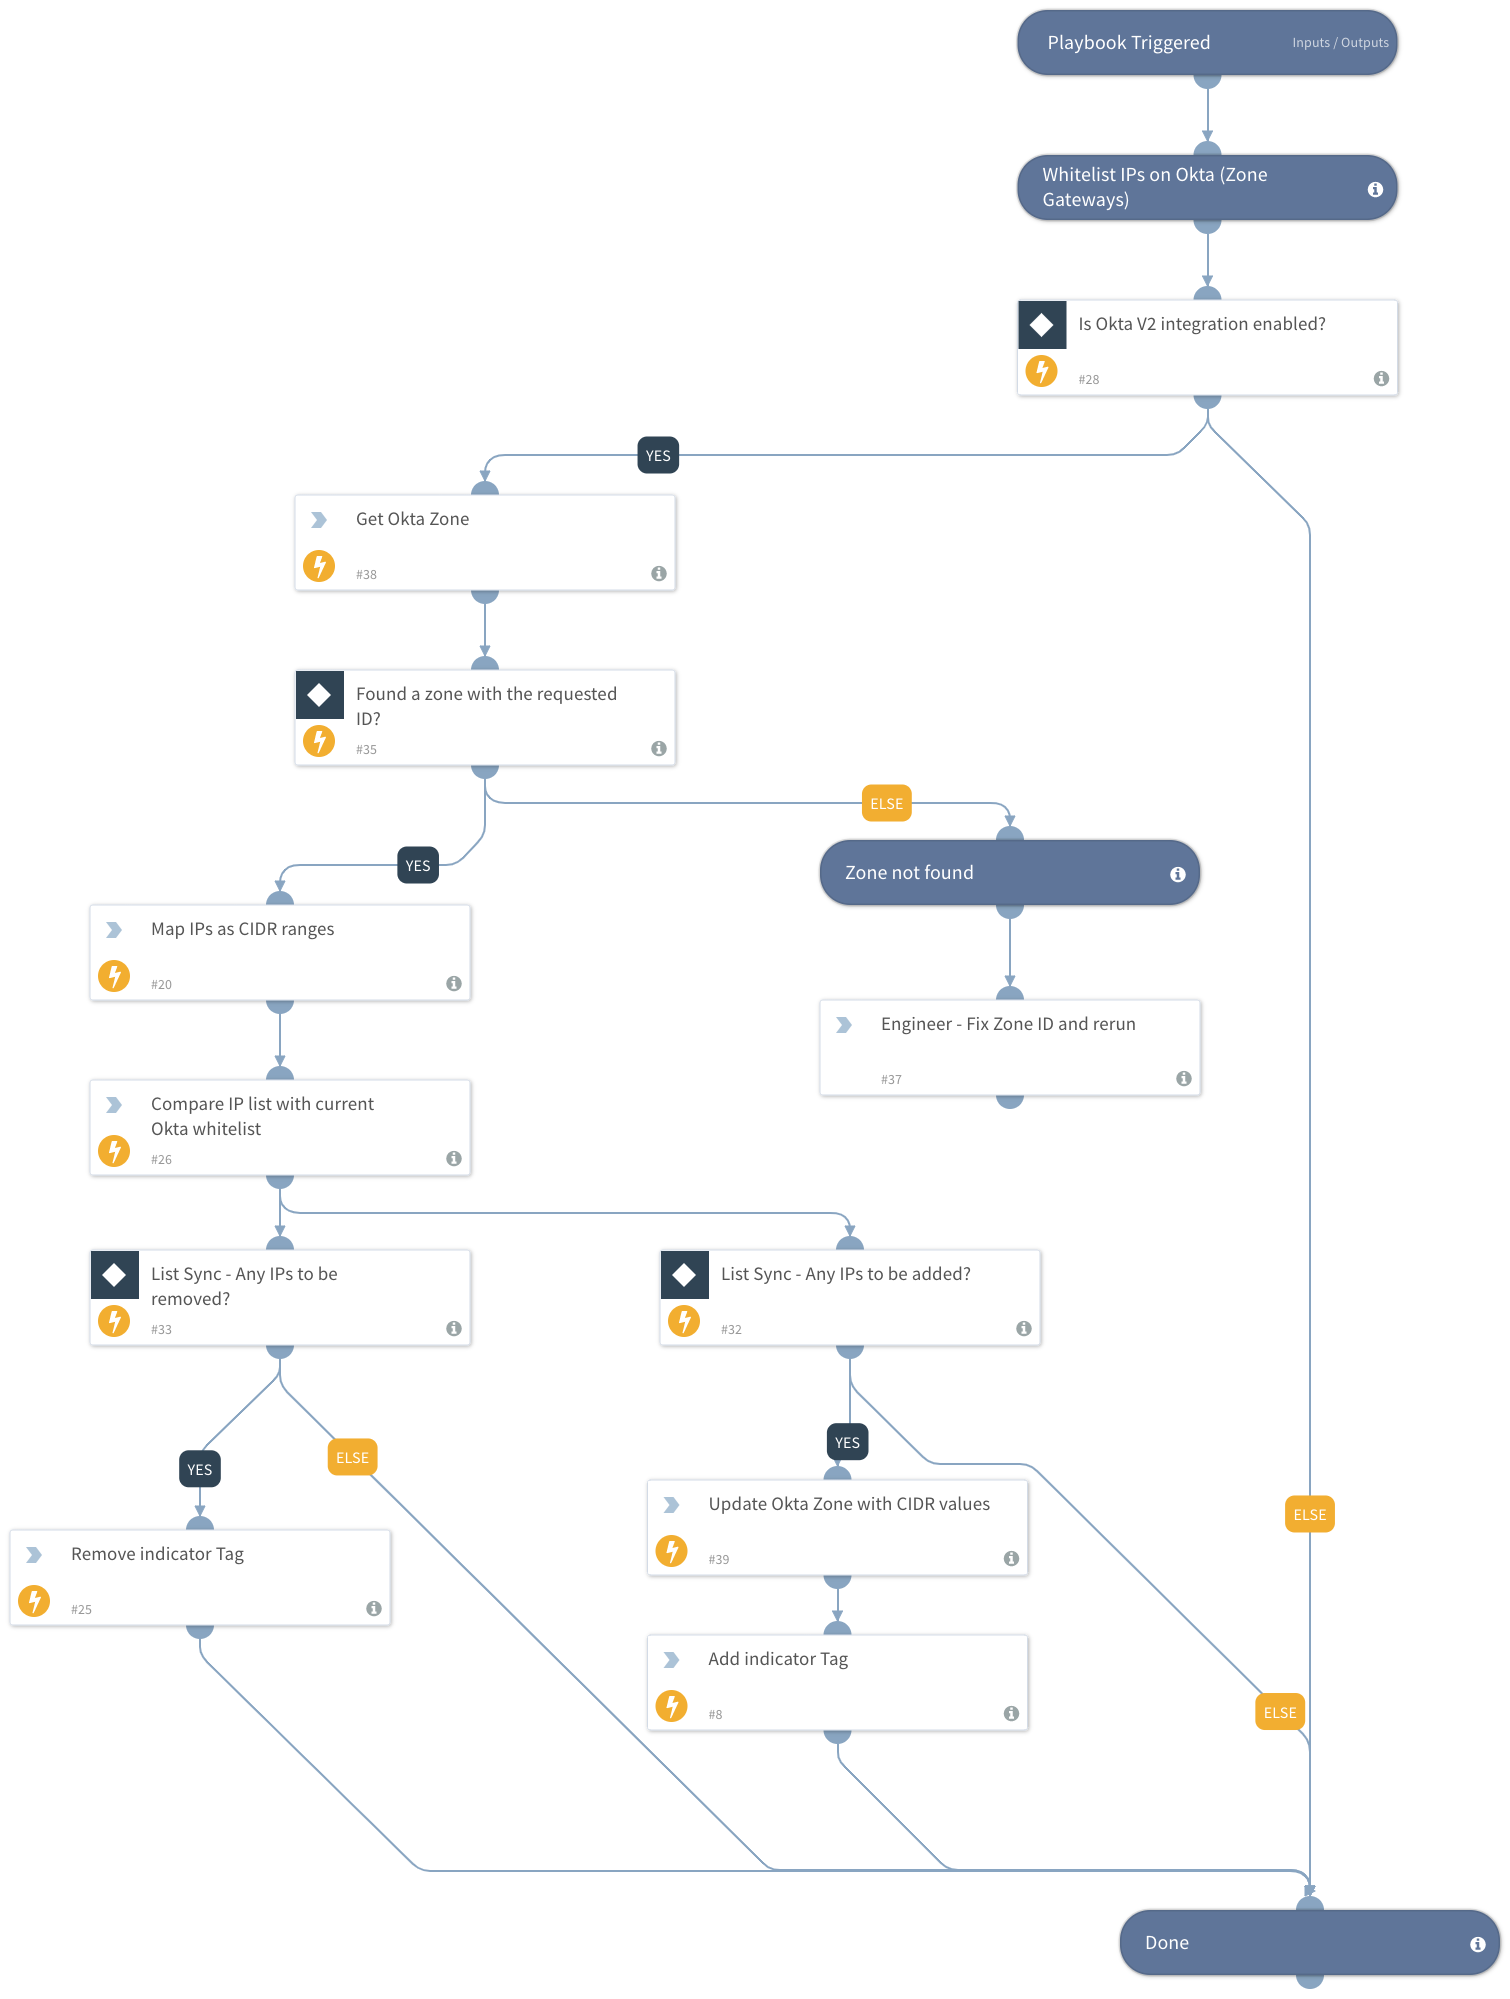 Playbook Triggered
Inputs / Outputs
Whitelist IPs on Okta (Zone
Gateways)
Is Okta V2 integration enabled?
#28
YES
Get Okta Zone
#38
Found a zone with the requested
ID?
#35
ELSE
YES
Zone not found
Map IPs as CIDR ranges
#20
Engineer - Fix Zone ID and rerun
#37
Compare IP list with current
Okta whitelist
#26
List Sync - Any IPs to be
removed?
#33
List Sync - Any IPs to be added?
#32
YES
ELSE
YES
Update Okta Zone with CIDR values
#39
ELSE
Remove indicator Tag
#25
Add indicator Tag
#8
ELSE
Done